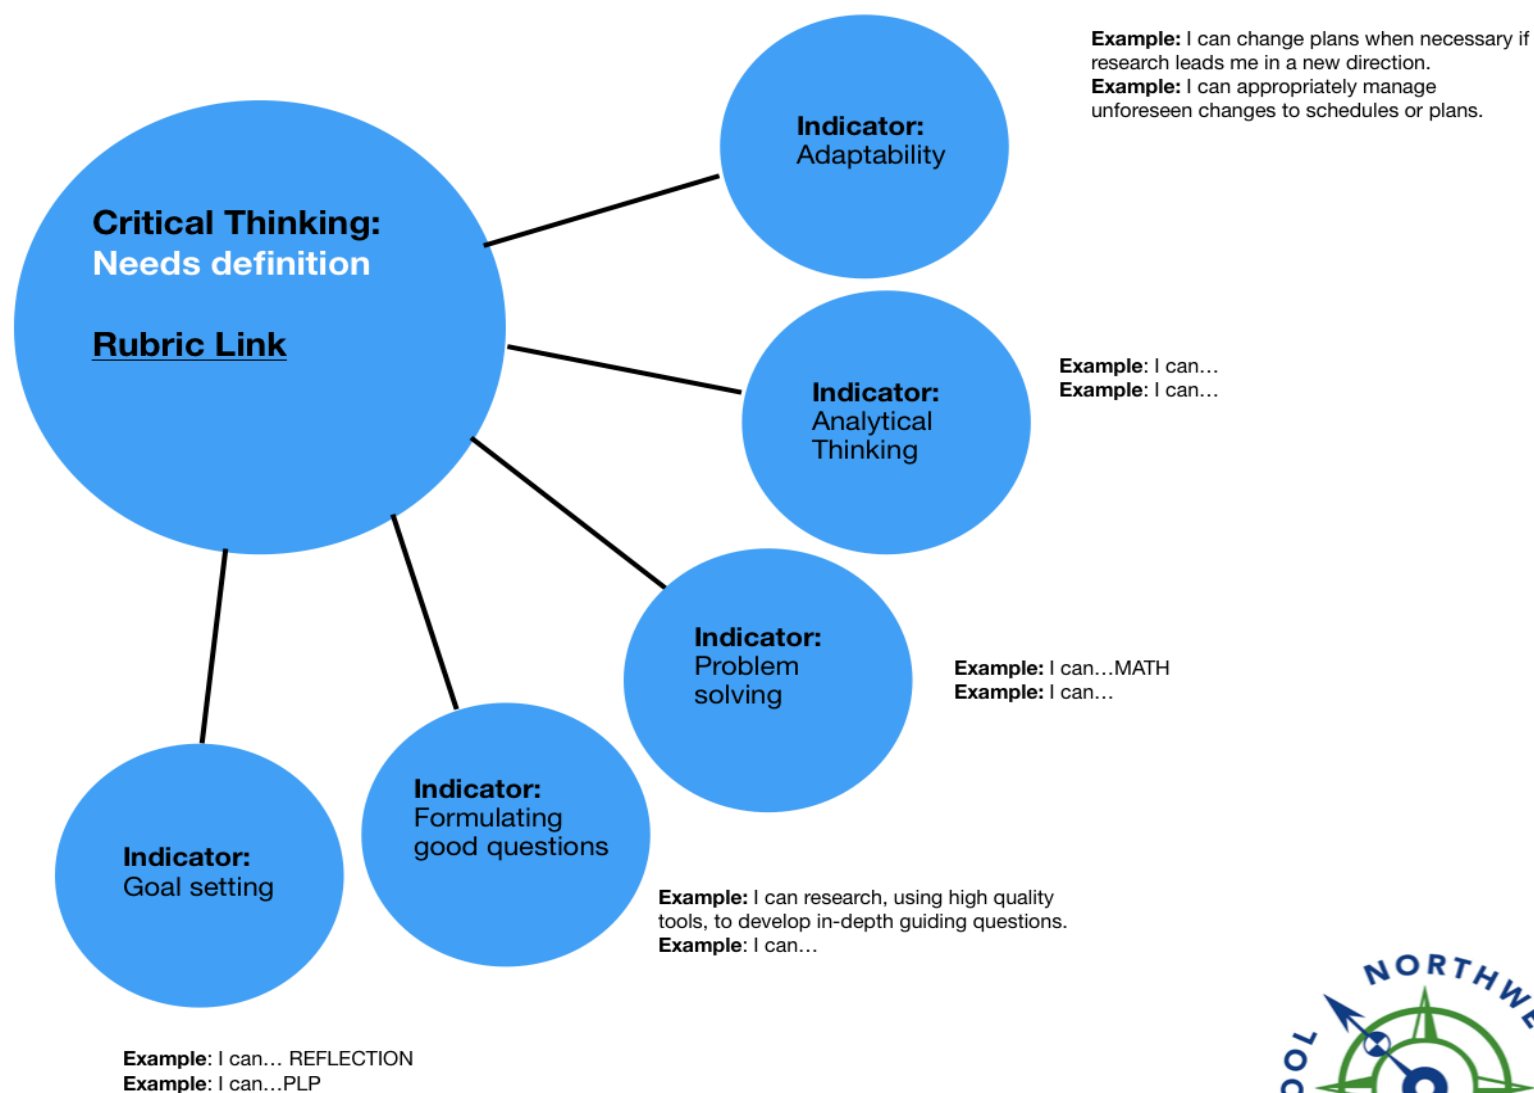 Example: I can change plans when necessary if
research leads me in a new direction.
Example: I can appropriately manage
unforeseen changes to schedules or plans.
Indicator:
Adaptability
Critical Thinking:
Needs definition
Rubric Link
Example: I can…
Example: I can…
Indicator:
Analytical
Thinking
Indicator:
Problem
solving
Example: I can…MATH
Example: I can…
Indicator:
Formulating
good questions
Indicator:
Goal setting
Example: I can research, using high quality
tools, to develop in-depth guiding questions.
Example: I can…
Example: I can… REFLECTION
Example: I can…PLP